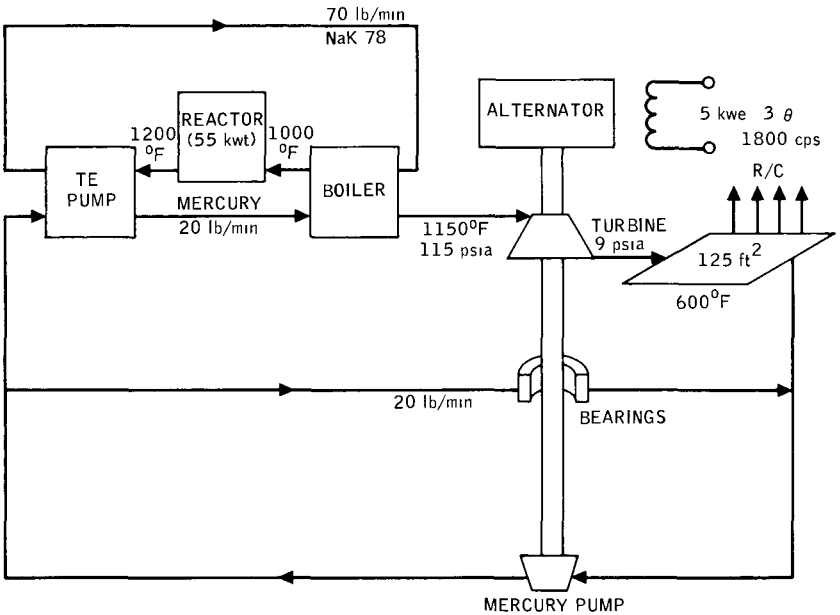 70 lb/min
NaK 78
REACTOR
(55 kwt)
1200
°F
1000
°F
TE
PUMP
BOILER
MERCURY
20 lb/min
ALTERNATOR
5 kwe 3 θ
1800 cps
R/C
1150°F
115 psia
TURBINE
9 psia
125 ft²
600°F
20 lb/min
BEARINGS
MERCURY PUMP